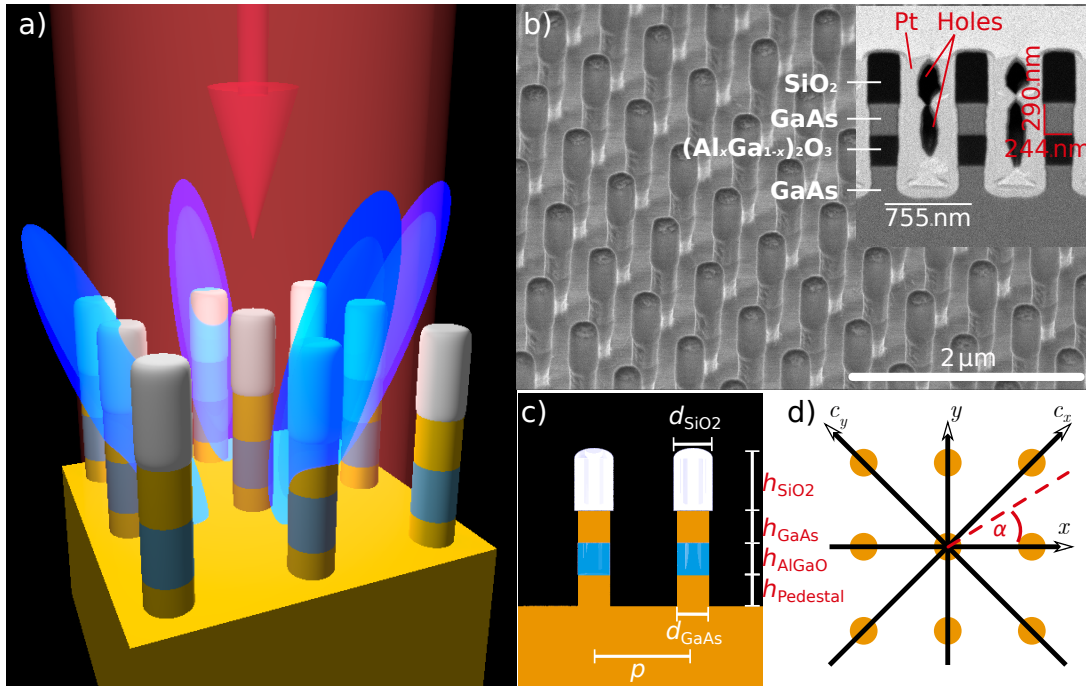 a)
b)
Pt
Holes
SiO₂
GaAs
(AlₓGa₁₋ₓ)₂O₃
GaAs
290 nm
244 nm
755 nm
2 μm
c)
d_SiO2
h_SiO2
h_GaAs
h_AlGaO
h_Pedestal
d_GaAs
p
d)
c_y
y
c_x
α
x